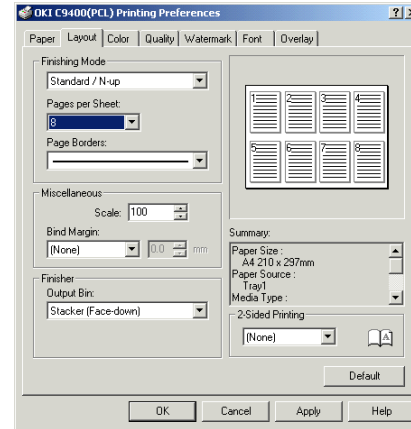 OKI C9400(PCL) Printing Preferences
Paper Layout Color Quality Watermark Font Overlay
Finishing Mode
Standard / N-up
Pages per Sheet:
8
Page Borders:
1 2 3 4
5 6 7 8
Miscellaneous
Scale: 100
Bind Margin:
(None) 0.0 mm
Summary:
Paper Size :
A4 210 x 297mm
Paper Source :
Tray1
Media Type :
Finisher
Output Bin:
Stacker (Face-down)
2-Sided Printing
(None) A
Default
OK Cancel Apply Help